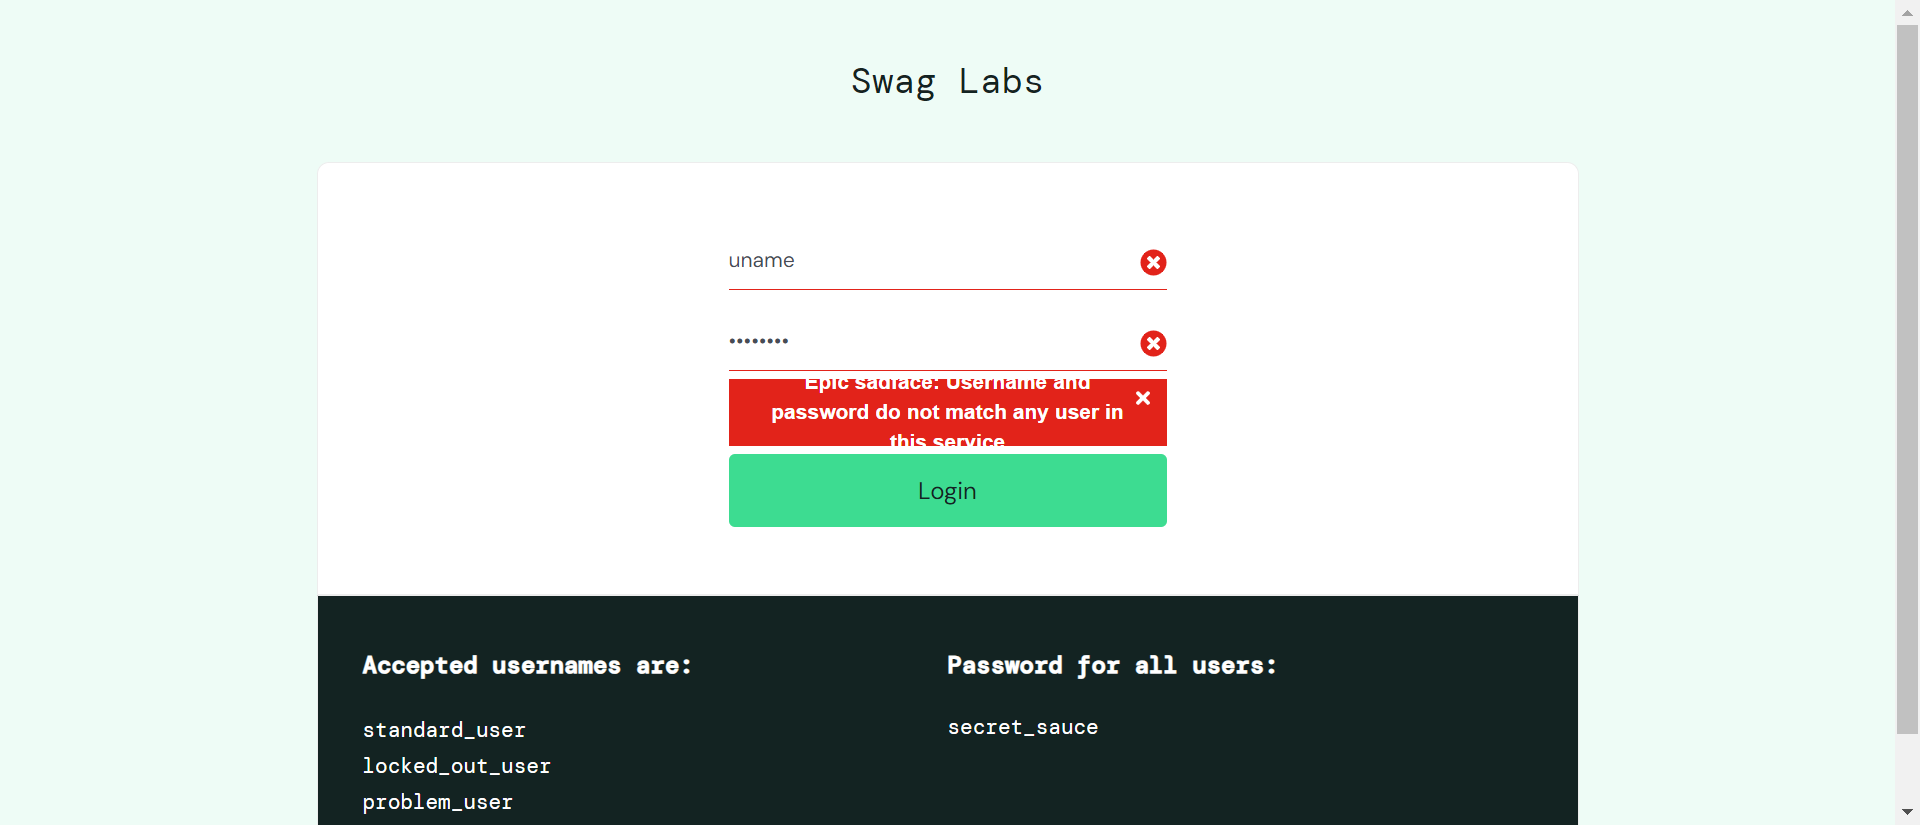 Swag Labs
uname
••••••••
Epic sadface: Username and
password do not match any user in
this service
Login
Accepted usernames are:
standard_user
locked_out_user
problem_user
Password for all users:
secret_sauce